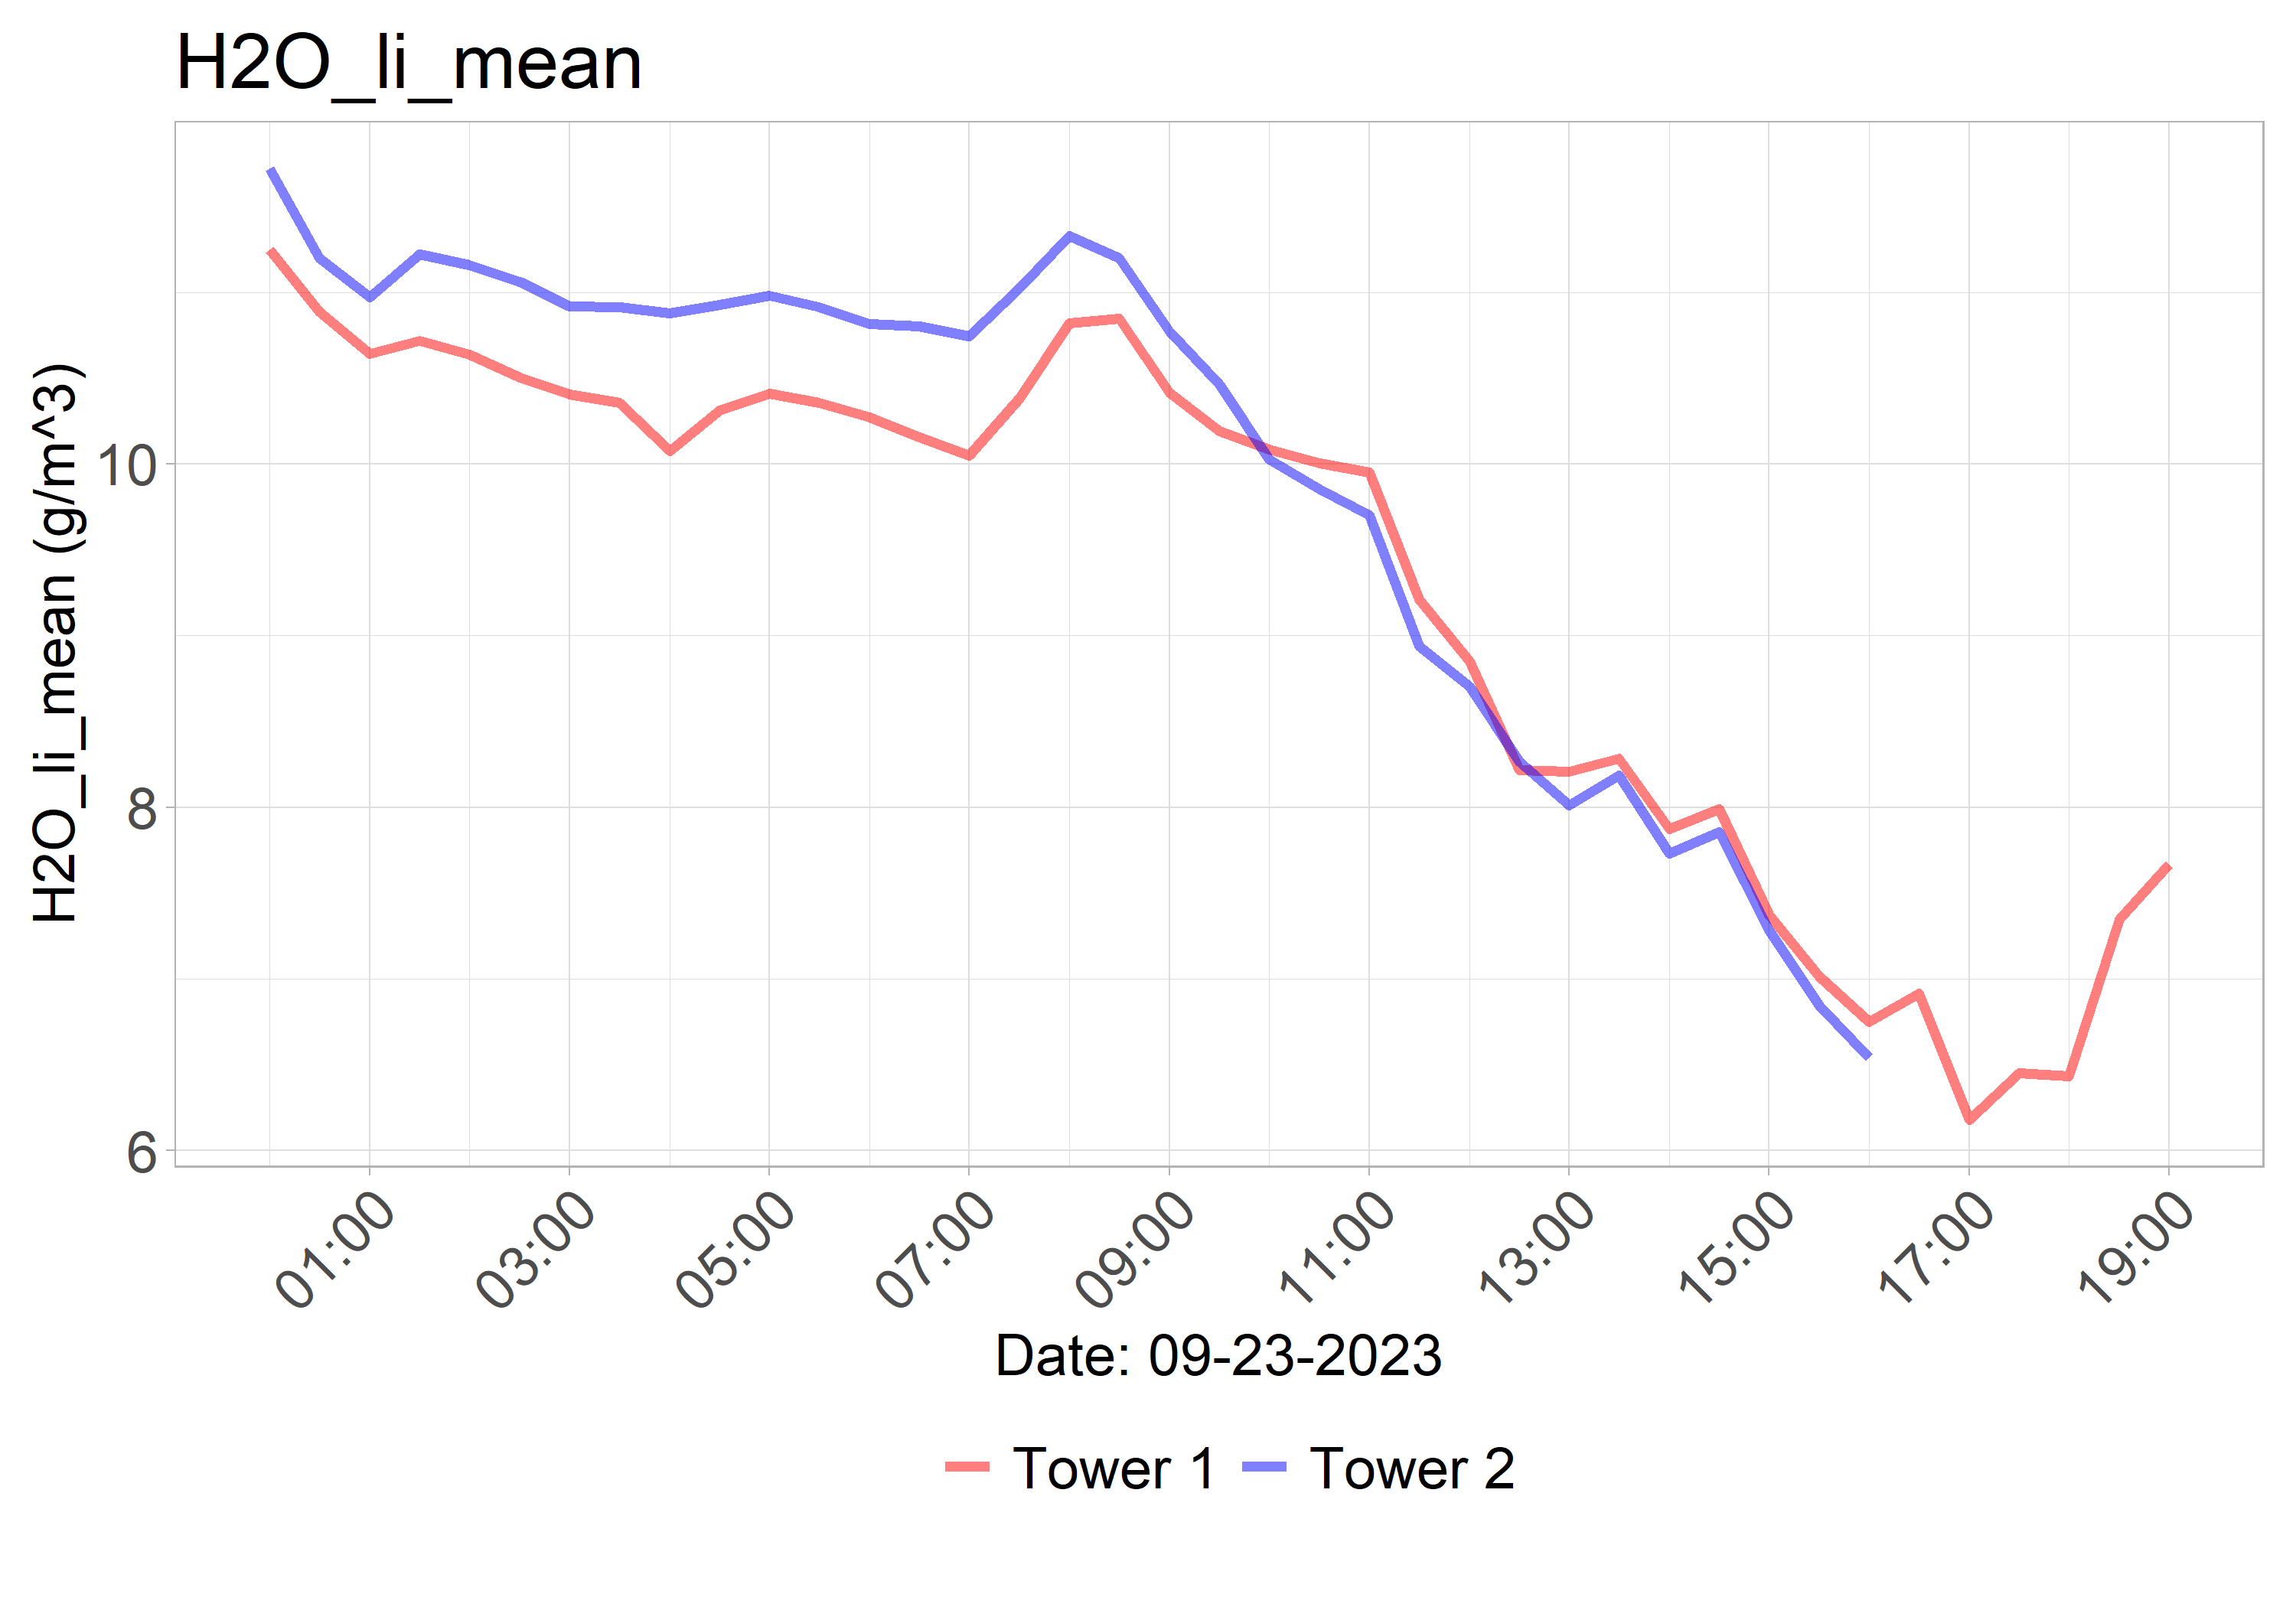 H2O_li_mean
H2O_li_mean (g/m^3)
10
8
6
01:00 03:00 05:00 07:00 09:00 11:00 13:00 15:00 17:00 19:00
Date: 09-23-2023
Tower 1 Tower 2